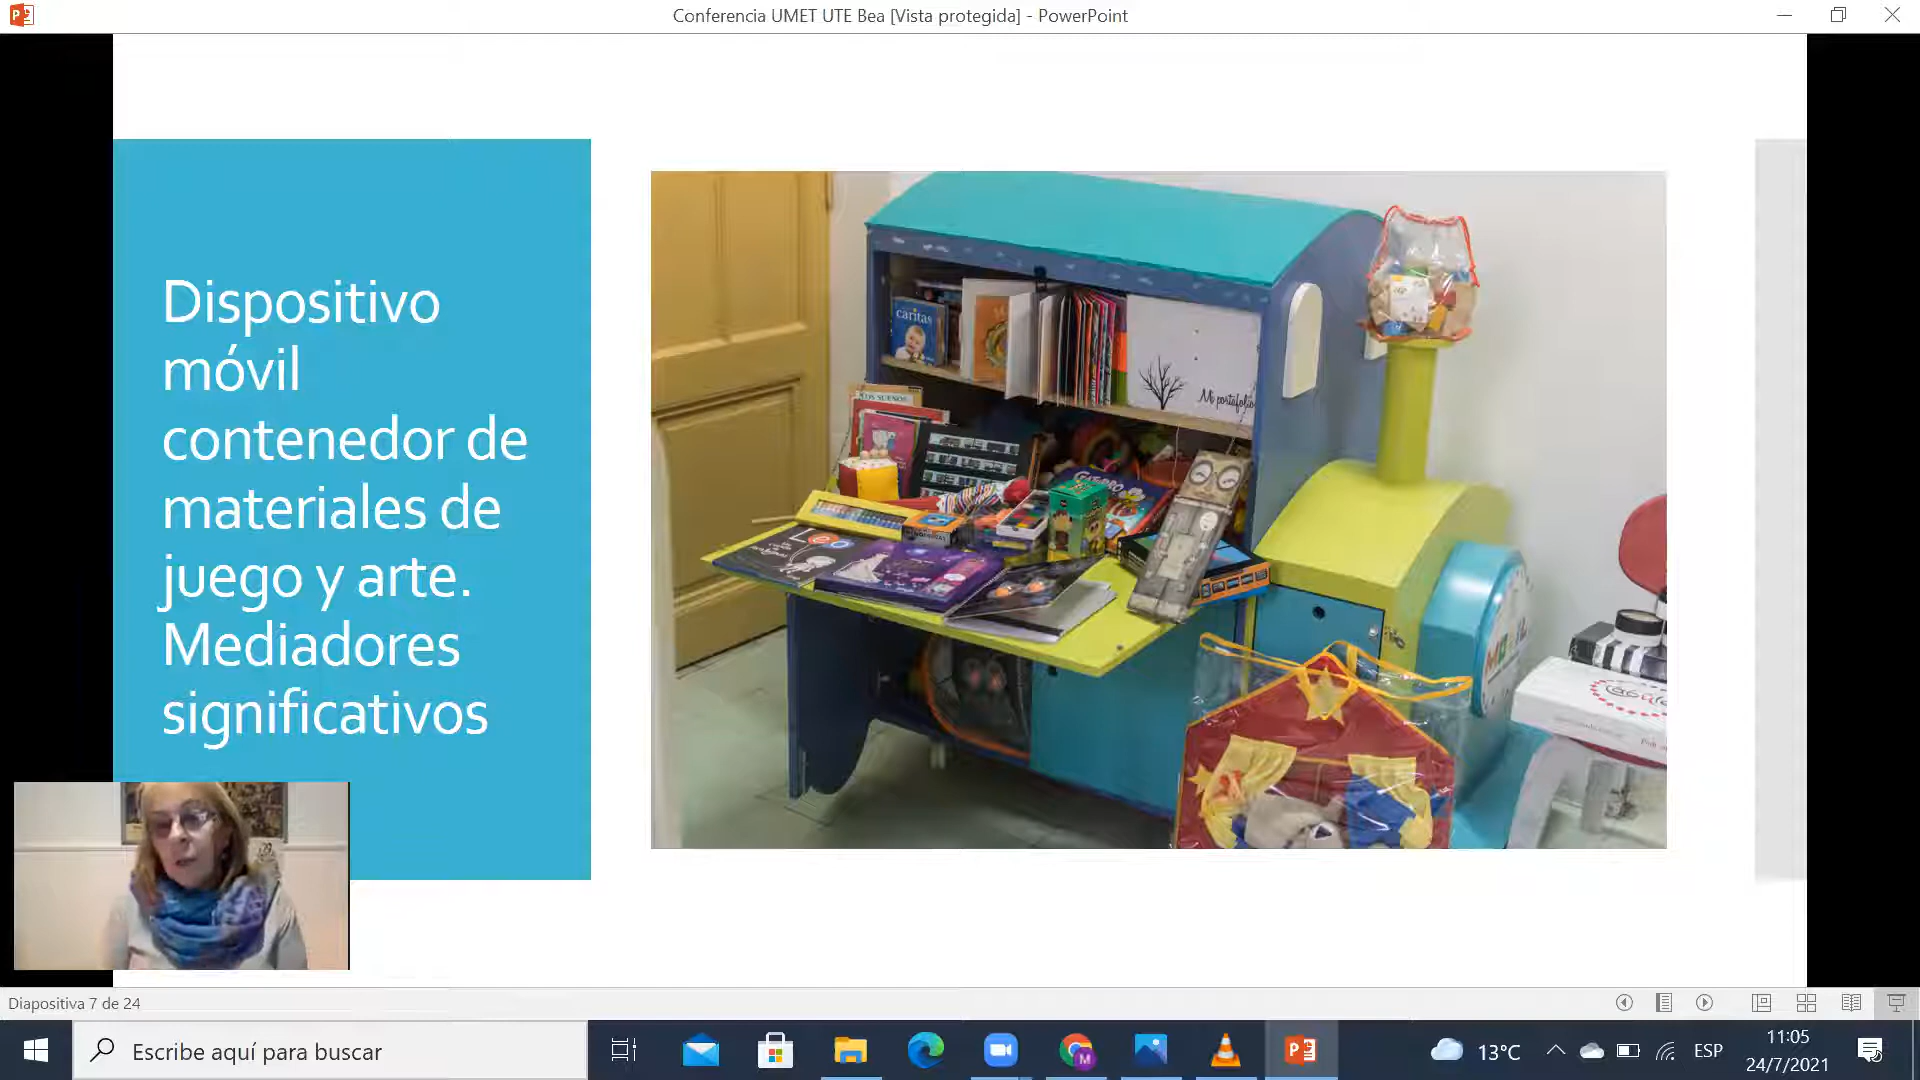 Conferencia UMET UTE Bea [Vista protegida] - PowerPoint
Dispositivo
móvil
contenedor de
materiales de
juego y arte.
Mediadores
significativos
caritas
Mi portafolio
Diapositiva 7 de 24
Escribe aquí para buscar
13°C
ESP
11:05
24/7/2021